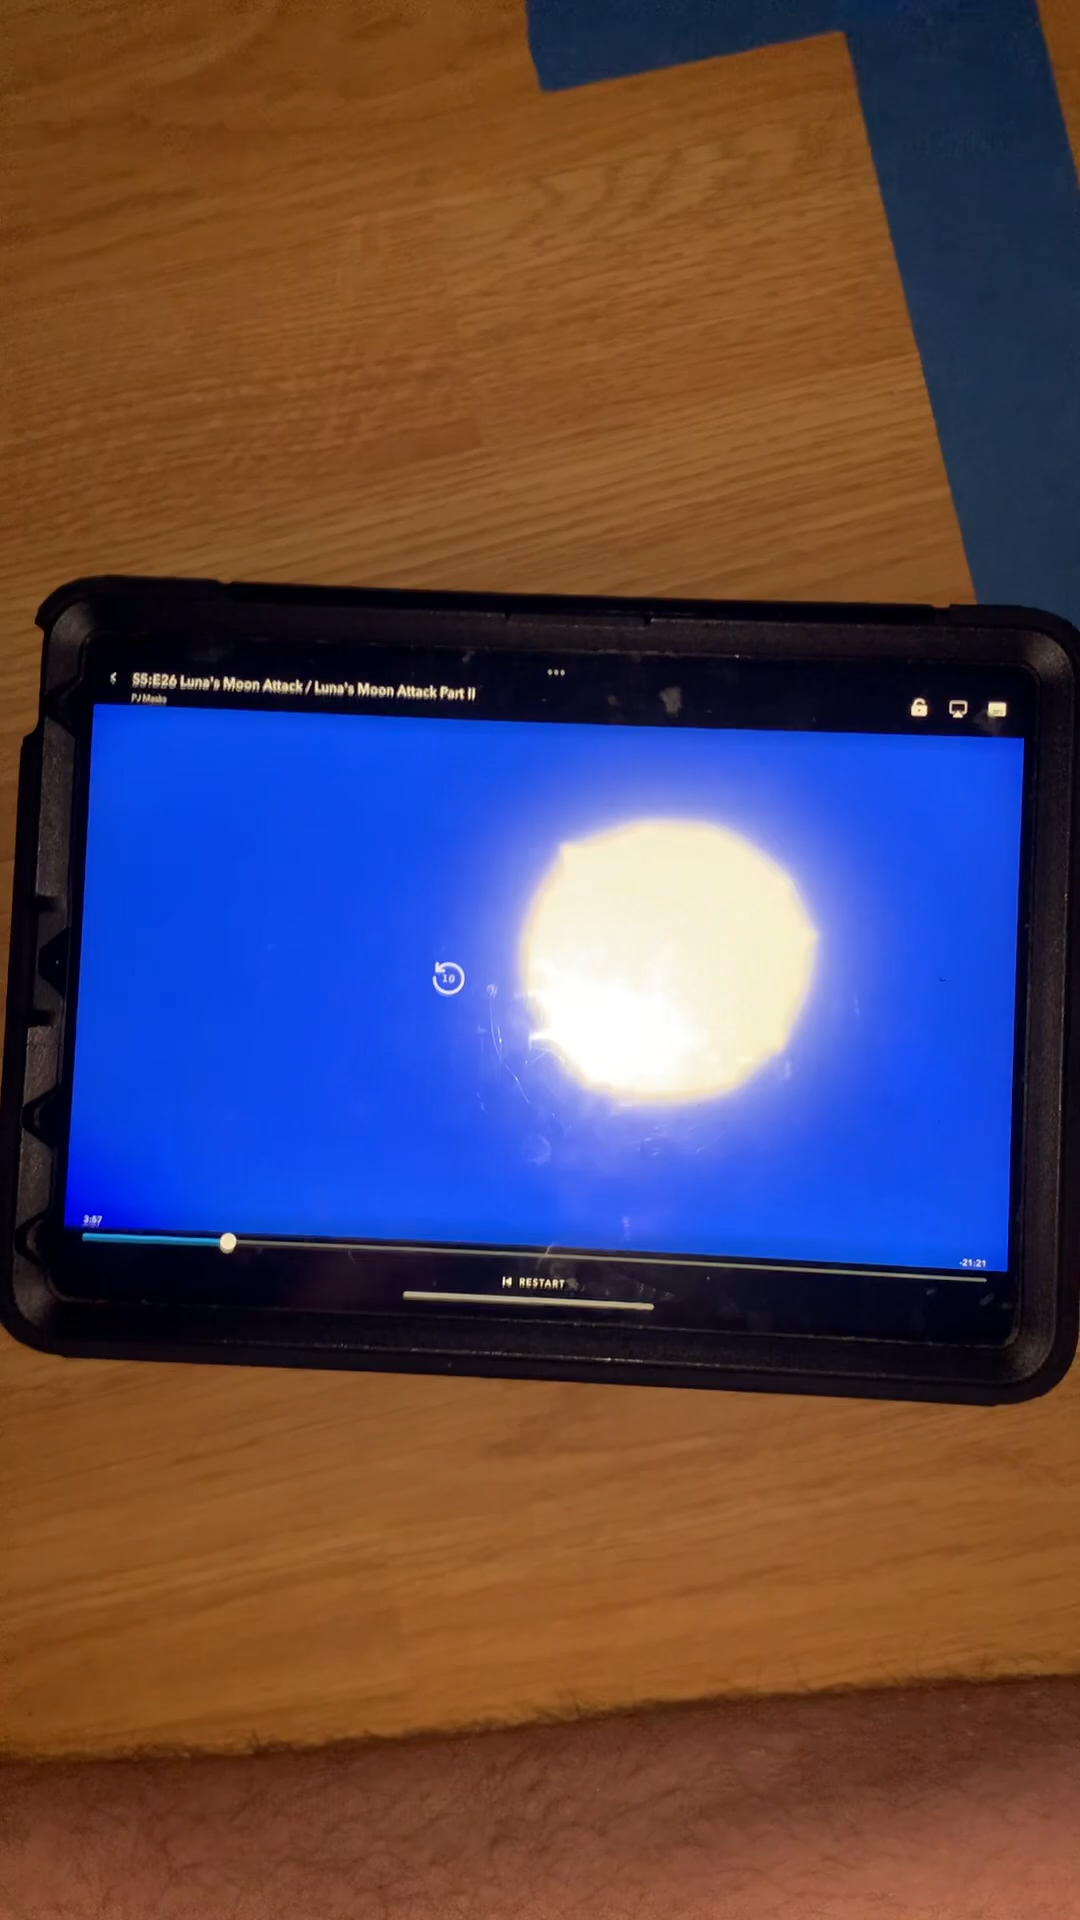 S5:E26 Luna's Moon Attack / Luna's Moon Attack Part II
PJ Masks
10
3:57
-21:21
RESTART